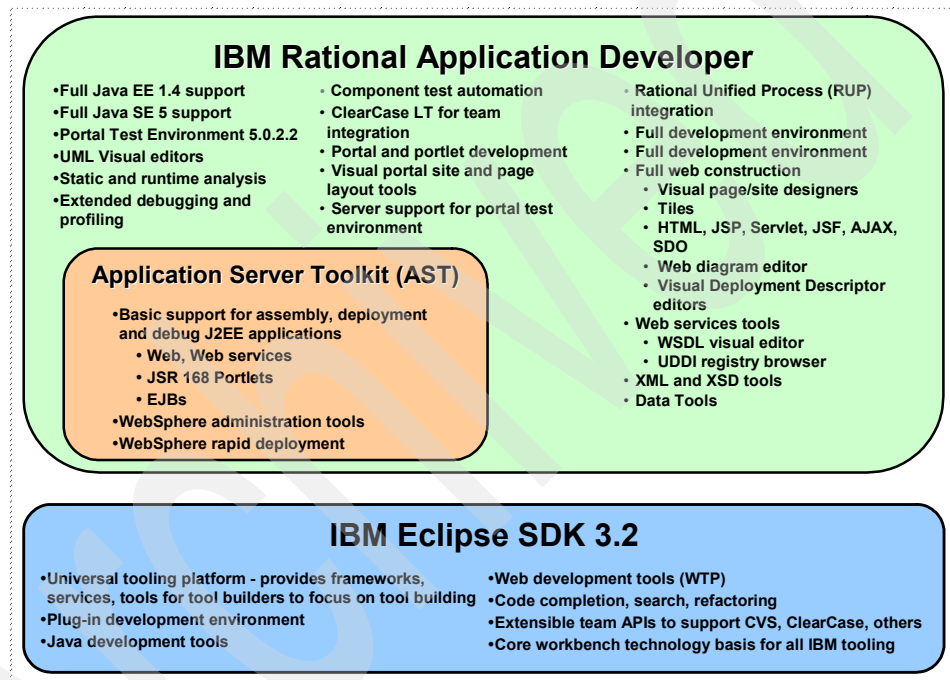 IBM Rational Application Developer
•Full Java EE 1.4 support
•Full Java SE 5 support
•Portal Test Environment 5.0.2.2
•UML Visual editors
•Static and runtime analysis
•Extended debugging and
profiling
• Component test automation
• ClearCase LT for team
integration
• Portal and portlet development
• Visual portal site and page
layout tools
• Server support for portal test
environment
• Rational Unified Process (RUP)
integration
• Full development environment
• Full development environment
• Full web construction
• Visual page/site designers
• Tiles
• HTML, JSP, Servlet, JSF, AJAX,
SDO
• Web diagram editor
• Visual Deployment Descriptor
editors
• Web services tools
• WSDL visual editor
• UDDI registry browser
• XML and XSD tools
• Data Tools
Application Server Toolkit (AST)
•Basic support for assembly, deployment
and debug J2EE applications
• Web, Web services
• JSR 168 Portlets
• EJBs
•WebSphere administration tools
•WebSphere rapid deployment
IBM Eclipse SDK 3.2
•Universal tooling platform - provides frameworks,
services, tools for tool builders to focus on tool building
•Plug-in development environment
•Java development tools
•Web development tools (WTP)
•Code completion, search, refactoring
•Extensible team APIs to support CVS, ClearCase, others
•Core workbench technology basis for all IBM tooling